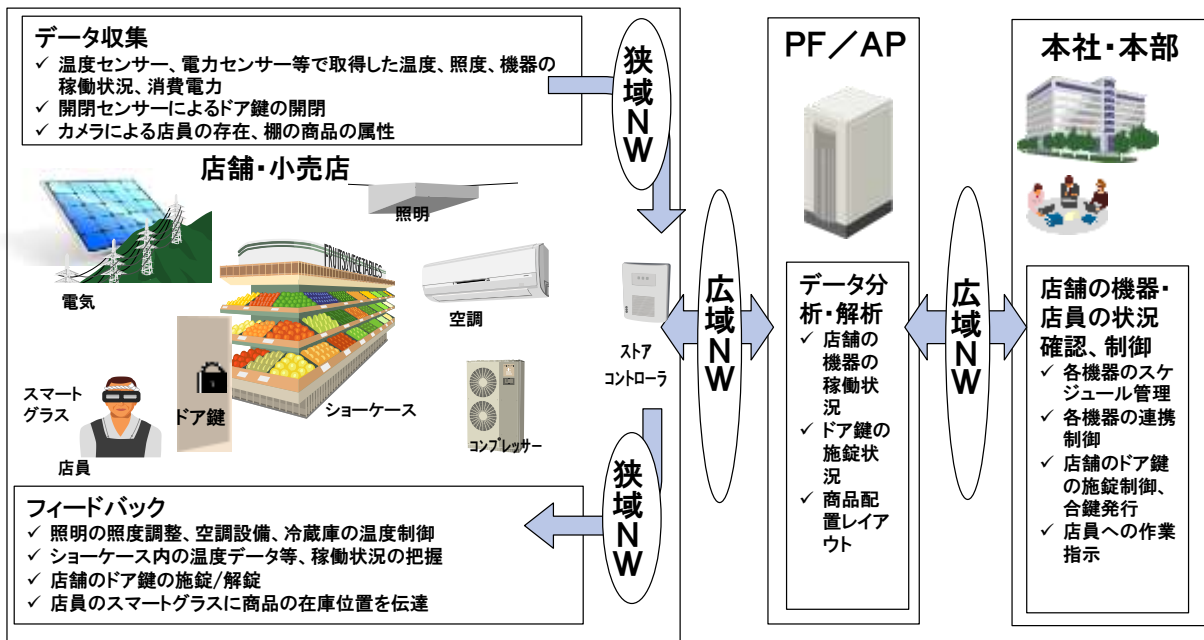 データ収集
✓ 温度センサー、電力センサー等で取得した温度、照度、機器の
稼働状況、消費電力
✓ 開閉センサーによるドア鍵の開閉
✓ カメラによる店員の存在、棚の商品の属性
狭域NW
店舗・小売店
照明
FRUITS&VEGETABLES
電気
空調
スマート
グラス
ドア鍵
ショーケース
コンプレッサー
店員
ストア
コントローラ
狭域NW
フィードバック
✓ 照明の照度調整、空調設備、冷蔵庫の温度制御
✓ ショーケース内の温度データ等、稼働状況の把握
✓ 店舗のドア鍵の施錠/解錠
✓ 店員のスマートグラスに商品の在庫位置を伝達
広域NW
PF/AP
データ分
析・解析
✓ 店舗の
機器の
稼働状
況
✓ ドア鍵の
施錠状
況
✓ 商品配
置レイア
ウト
広域NW
本社・本部
店舗の機器・
店員の状況
確認、制御
✓ 各機器のスケ
ジュール管理
✓ 各機器の連携
制御
✓ 店舗のドア鍵
の施錠制御、
合鍵発行
✓ 店員への作業
指示